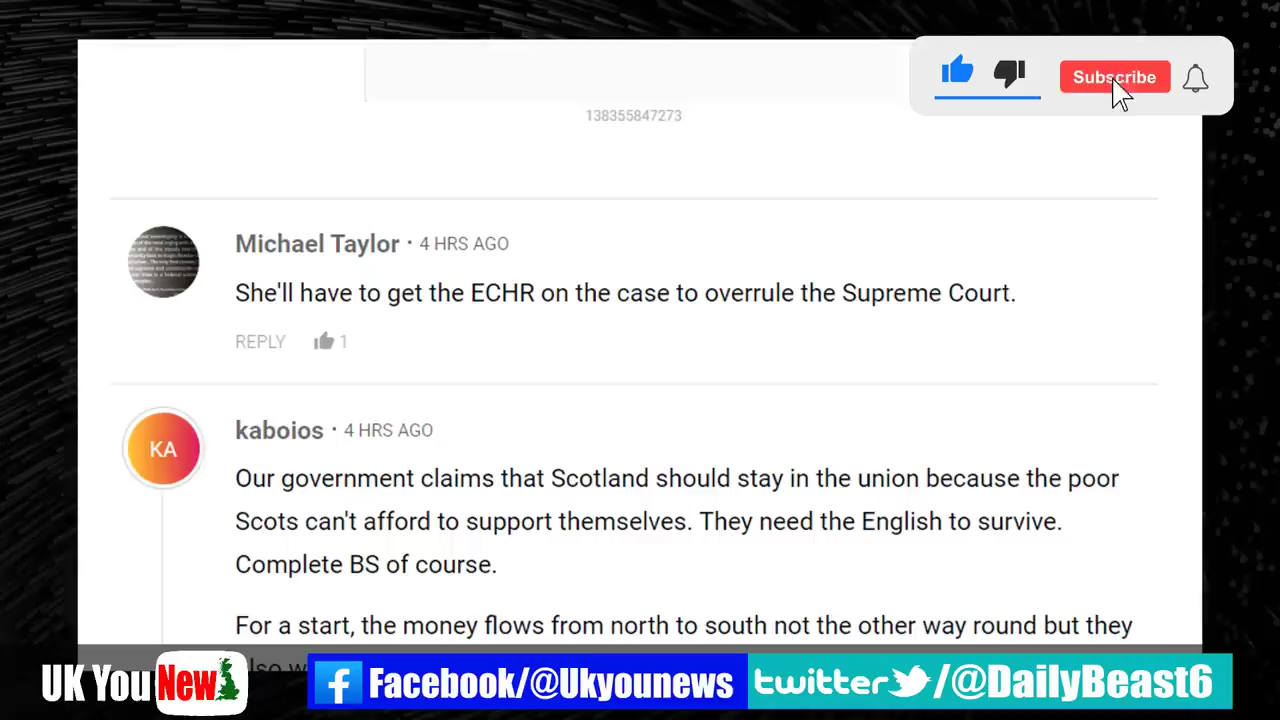 Subscribe
138355847273
Michael Taylor · 4 HRS AGO
She'll have to get the ECHR on the case to overrule the Supreme Court.
REPLY 1
KA
kaboios · 4 HRS AGO
Our government claims that Scotland should stay in the union because the poor
Scots can't afford to support themselves. They need the English to survive.
Complete BS of course.
For a start, the money flows from north to south not the other way round but they
UK You New
Facebook/@Ukyounews
twitter/@DailyBeast6